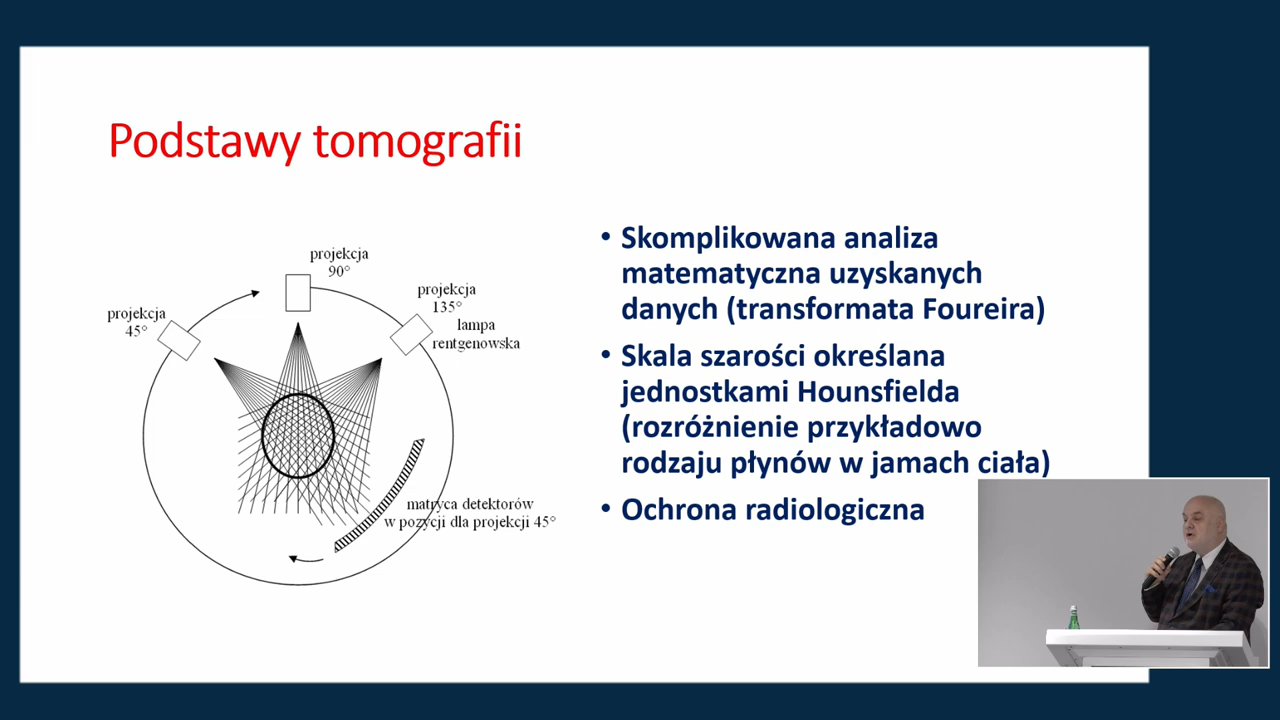 Podstawy tomografii
projekcja
90°
projekcja
135°
lampa
rentgenowska
projekcja
45°
matryca detektorów
w pozycji dla projekcji 45°
• Skomplikowana analiza
matematyczna uzyskanych
danych (transformata Foureira)
• Skala szarości określana
jednostkami Hounsfielda
(rozróżnienie przykładowo
rodzaju płynów w jamach ciała)
• Ochrona radiologiczna